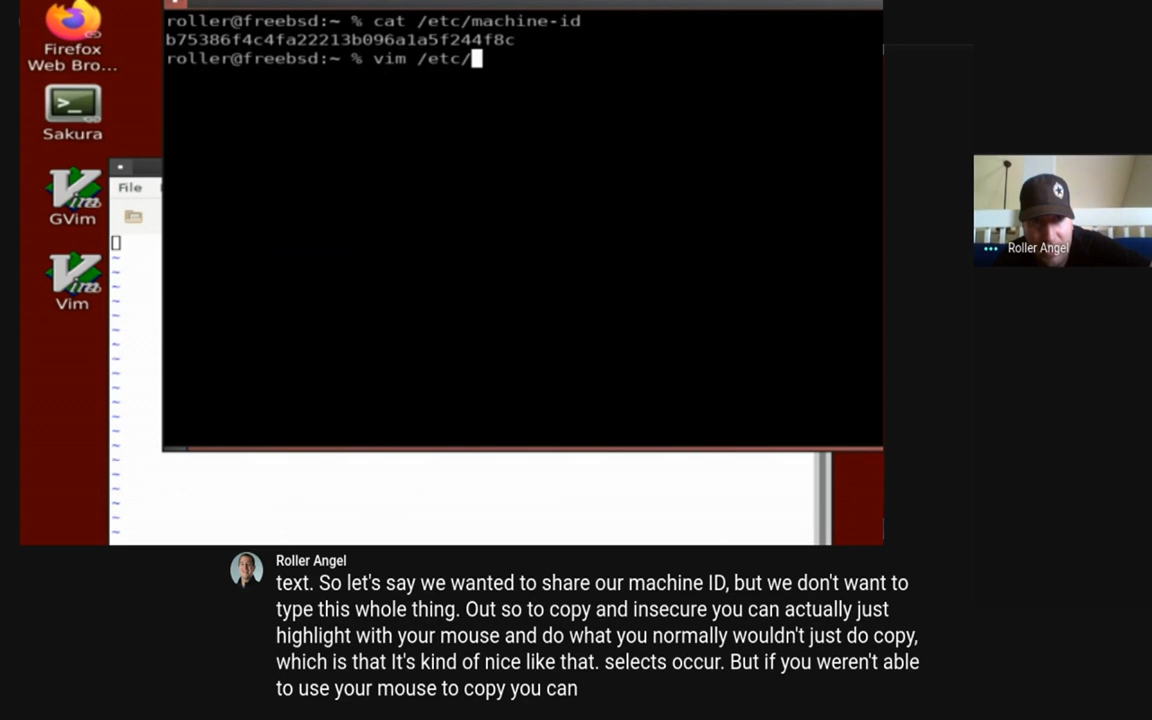 roller@freebsd:~ % cat /etc/machine-id
b75386f4c4fa22213b096a1a5f244f8c
roller@freebsd:~ % vim /etc/
Firefox
Web Bro...
Sakura
GVim
Vim
File
Roller Angel
Roller Angel
text. So let's say we wanted to share our machine ID, but we don't want to
type this whole thing. Out so to copy and insecure you can actually just
highlight with your mouse and do what you normally wouldn't just do copy,
which is that It's kind of nice like that. selects occur. But if you weren't able
to use your mouse to copy you can